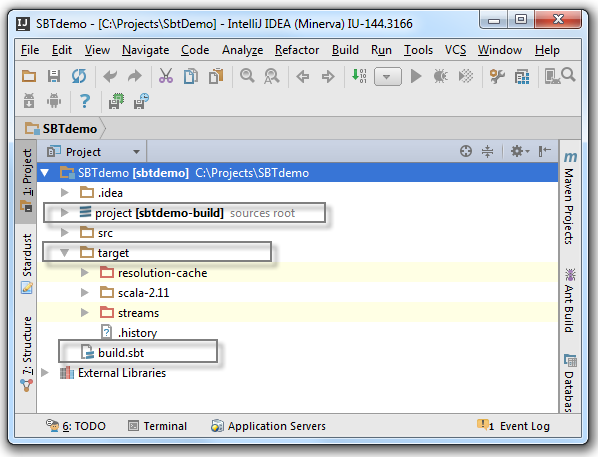 SBTdemo - [C:\Projects\SbtDemo] - IntelliJ IDEA (Minerva) IU-144.3166
File Edit View Navigate Code Analyze Refactor Build Run Tools VCS Window Help
SBTdemo
Project
1: Project
Stardust
7: Structure
SBTdemo [sbtdemo] C:\Projects\SBTdemo
.idea
project [sbtdemo-build] sources root
src
target
resolution-cache
scala-2.11
streams
.history
build.sbt
External Libraries
Maven Projects
Ant Build
Database
6: TODO Terminal Application Servers 1 Event Log